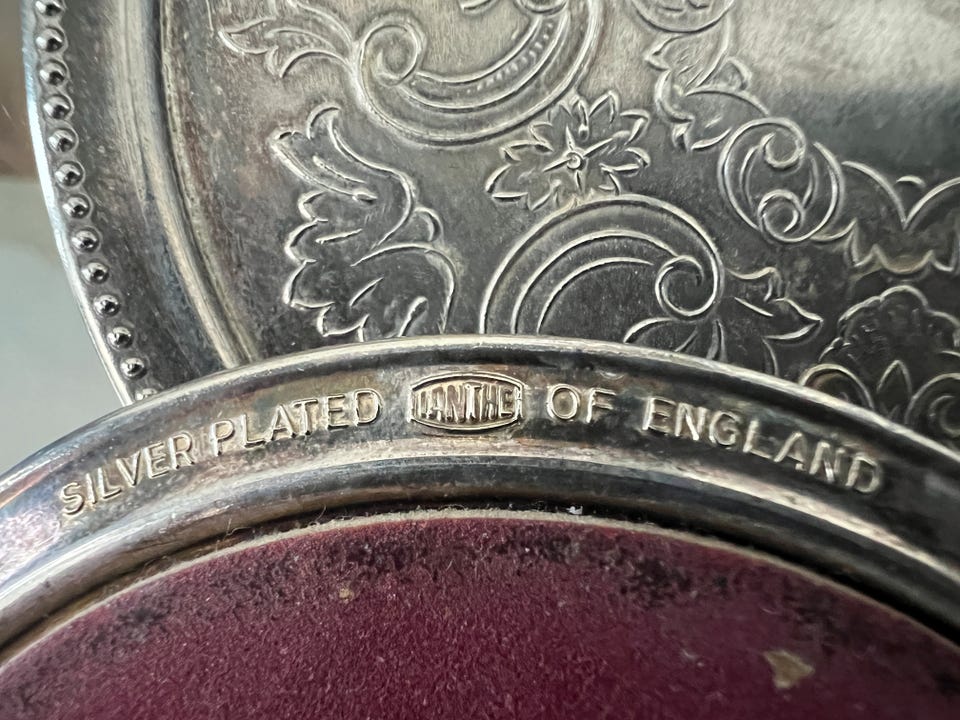 SILVER PLATED IANTHE OF ENGLAND